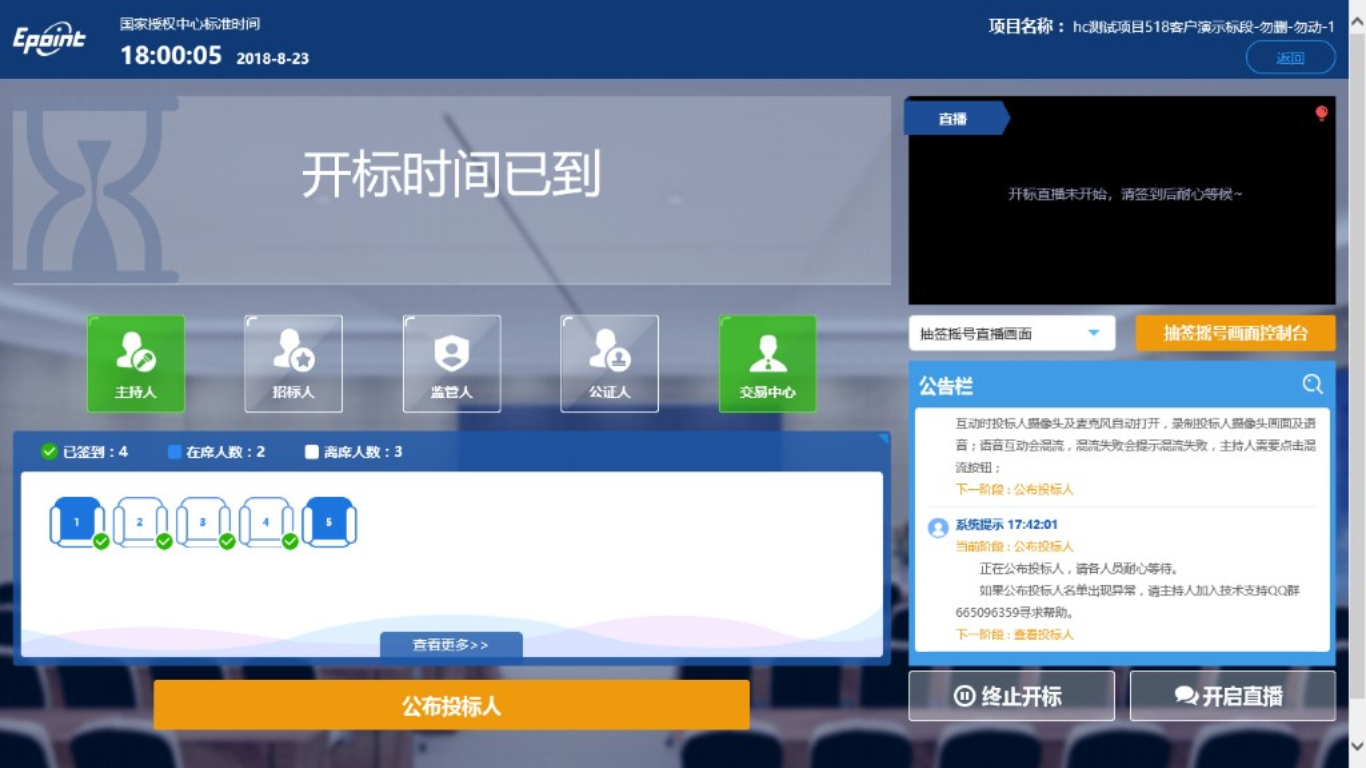 Epoint
国家授权中心标准时间
18:00:05 2018-8-23
项目名称：hc测试项目518客户演示标段-勿删-勿动-1
返回
开标时间已到
直播
开标直播未开始，请签到后耐心等候~
主持人
招标人
监管人
公证人
交易中心
抽签摇号直播画面
抽签摇号画面控制台
已签到：4
在席人数：2
离席人数：3
1
2
3
4
5
查看更多>>
公布投标人
公告栏
互动时投标人摄像头及麦克风自动打开，录制投标人摄像头画面及语
音；语音互动会混流，混流失败会提示混流失败，主持人需要点击混
流按钮；
下一阶段：公布投标人
系统提示 17:42:01
当前阶段：公布投标人
正在公布投标人，请各人员耐心等待。
如果公布投标人名单出现异常，请主持人加入技术支持QQ群
665096359寻求帮助。
下一阶段：查看投标人
终止开标
开启直播